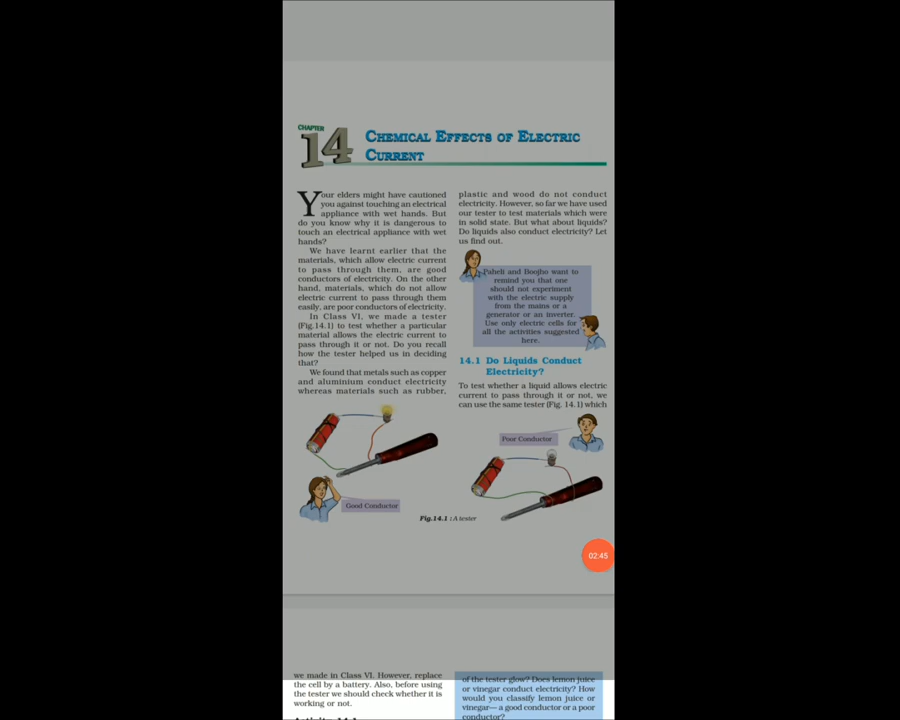 CHAPTER
14
CHEMICAL EFFECTS OF ELECTRIC
CURRENT
Your elders might have cautioned
you against touching an electrical
appliance with wet hands. But
do you know why it is dangerous to
touch an electrical appliance with wet
hands?
We have learnt earlier that the
materials, which allow electric current
to pass through them, are good
conductors of electricity. On the other
hand, materials, which do not allow
electric current to pass through them
easily, are poor conductors of electricity.
In Class VI, we made a tester
(Fig.14.1) to test whether a particular
material allows the electric current to
pass through it or not. Do you recall
how the tester helped us in deciding
that?
We found that metals such as copper
and aluminium conduct electricity
whereas materials such as rubber,
plastic and wood do not conduct
electricity. However, so far we have used
our tester to test materials which were
in solid state. But what about liquids?
Do liquids also conduct electricity? Let
us find out.
Paheli and Boojho want to
remind you that one
should not experiment
with the electric supply
from the mains or a
generator or an inverter.
Use only electric cells for
all the activities suggested
here.
14.1 Do Liquids Conduct
Electricity?
To test whether a liquid allows electric
current to pass through it or not, we
can use the same tester (Fig. 14.1) which
Good Conductor
Poor Conductor
Fig.14.1 : A tester
02:45
we made in Class VI. However, replace
the cell by a battery. Also, before using
the tester we should check whether it is
working or not.
Activity 14.1
of the tester glow? Does lemon juice
or vinegar conduct electricity? How
would you classify lemon juice or
vinegar— a good conductor or a poor
conductor?